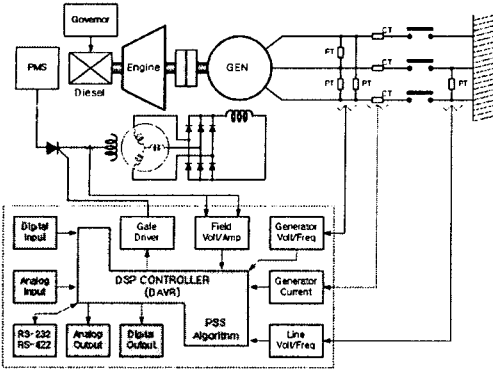 Governor
PMS
Diesel
Engine
GEN
PT
PT
PT
PT
CT
CT
CT
Digital
Input
Gate
Driver
Field
Volt/Amp
Generator
Volt/Freq
Analog
Input
DSP CONTROLLER
(DAVR)
Generator
Current
PSS
Algorithm
RS-232
RS-422
Analog
Output
Digital
Output
Line
Volt/Freq